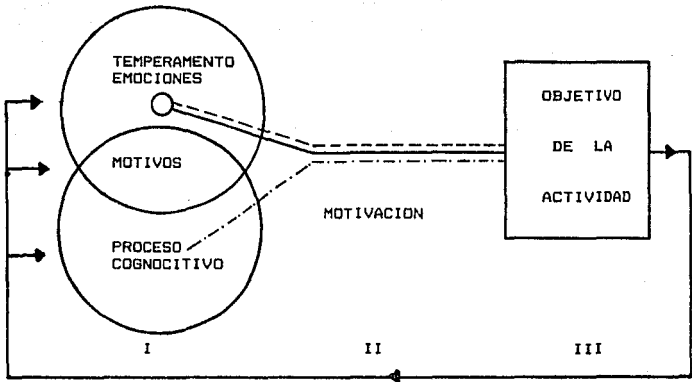 TEMPERAMENTO
EMOCIONES
MOTIVOS
PROCESO
COGNOCITIVO
MOTIVACION
OBJETIVO
DE LA
ACTIVIDAD
I II III